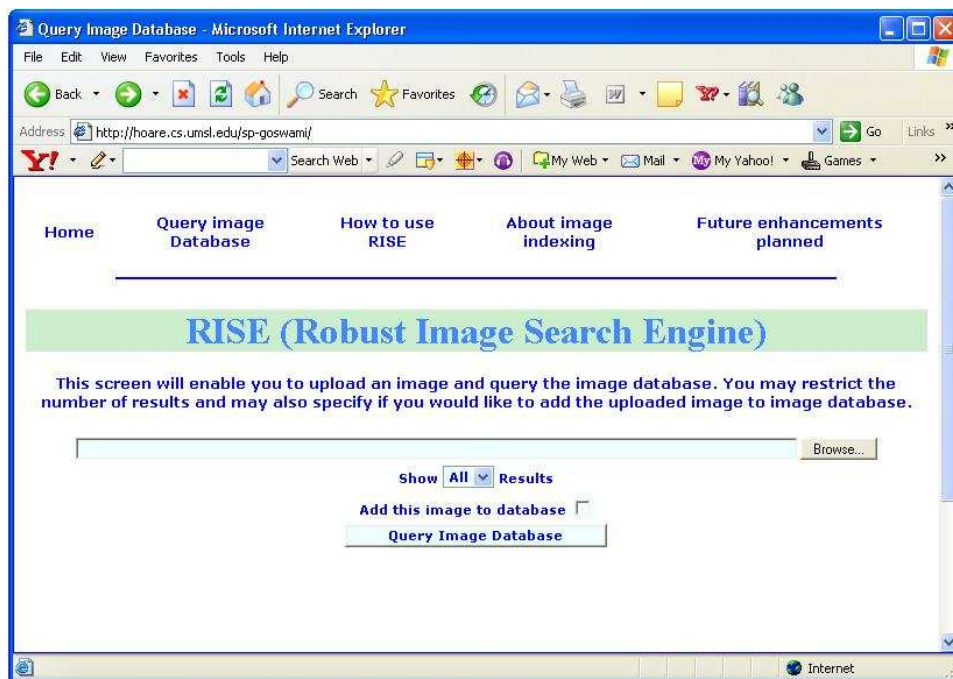 Query Image Database - Microsoft Internet Explorer
File Edit View Favorites Tools Help
Back Search Favorites
Address http://hoare.cs.umsl.edu/sp-goswami/ Go Links »
Y! Search Web My Web Mail My My Yahoo! Games »
Home Query image Database How to use RISE About image indexing Future enhancements planned
RISE (Robust Image Search Engine)
This screen will enable you to upload an image and query the image database. You may restrict the
number of results and may also specify if you would like to add the uploaded image to image database.
Browse...
Show All Results
Add this image to database
Query Image Database
Internet